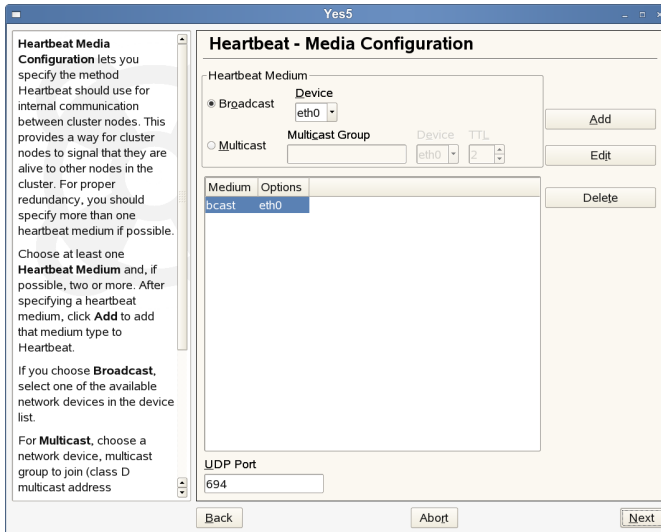 Yes5
Heartbeat Media
Configuration lets you
specify the method
Heartbeat should use for
internal communication
between cluster nodes. This
provides a way for cluster
nodes to signal that they are
alive to other nodes in the
cluster. For proper
redundancy, you should
specify more than one
heartbeat medium if possible.
Choose at least one
Heartbeat Medium and, if
possible, two or more. After
specifying a heartbeat
medium, click Add to add
that medium type to
Heartbeat.
If you choose Broadcast,
select one of the available
network devices in the device
list.
For Multicast, choose a
network device, multicast
group to join (class D
multicast address
Heartbeat - Media Configuration
Heartbeat Medium
Broadcast
Device
eth0
Multicast
Multicast Group
Device
eth0
TTL
2
Add
Edit
Delete
Medium Options
bcast eth0
UDP Port
694
Back
Abort
Next